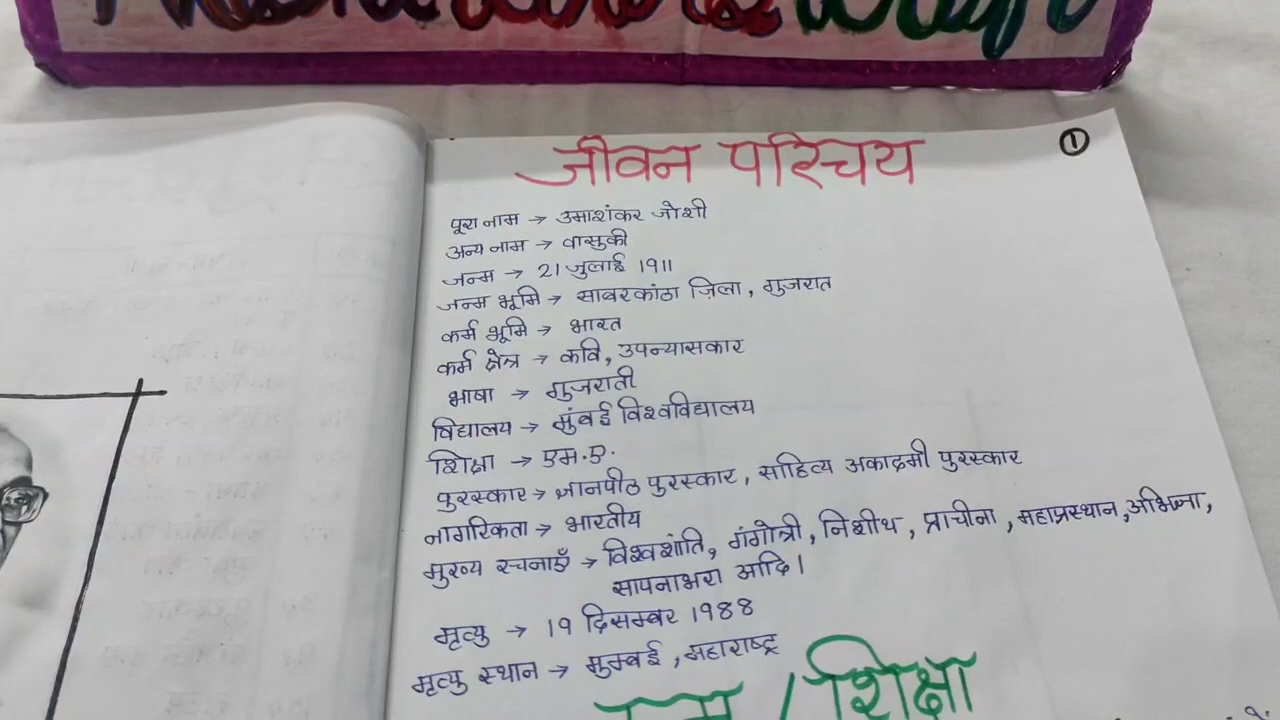 जीवन परिचय
①
पूरा नाम → उमाशंकर जोशी
अन्य नाम → वासुकी
जन्म → 21 जुलाई 1911
जन्म भूमि → साबरकांठा ज़िला, गुजरात
कर्म भूमि → भारत
कर्म क्षेत्र → कवि, उपन्यासकार
भाषा → गुजराती
विद्यालय → मुंबई विश्वविद्यालय
शिक्षा → एम.ए.
पुरस्कार → ज्ञानपीठ पुरस्कार, साहित्य अकादमी पुरस्कार
नागरिकता → भारतीय
मुख्य रचनाएँ → विश्वशांति, गंगोत्री, निशीथ, प्राचीना, महाप्रस्थान, अभिज्ञा,
सापनाभरा आदि।
मृत्यु → 19 दिसम्बर 1988
मृत्यु स्थान → मुम्बई, महाराष्ट्र
/ शिक्षा